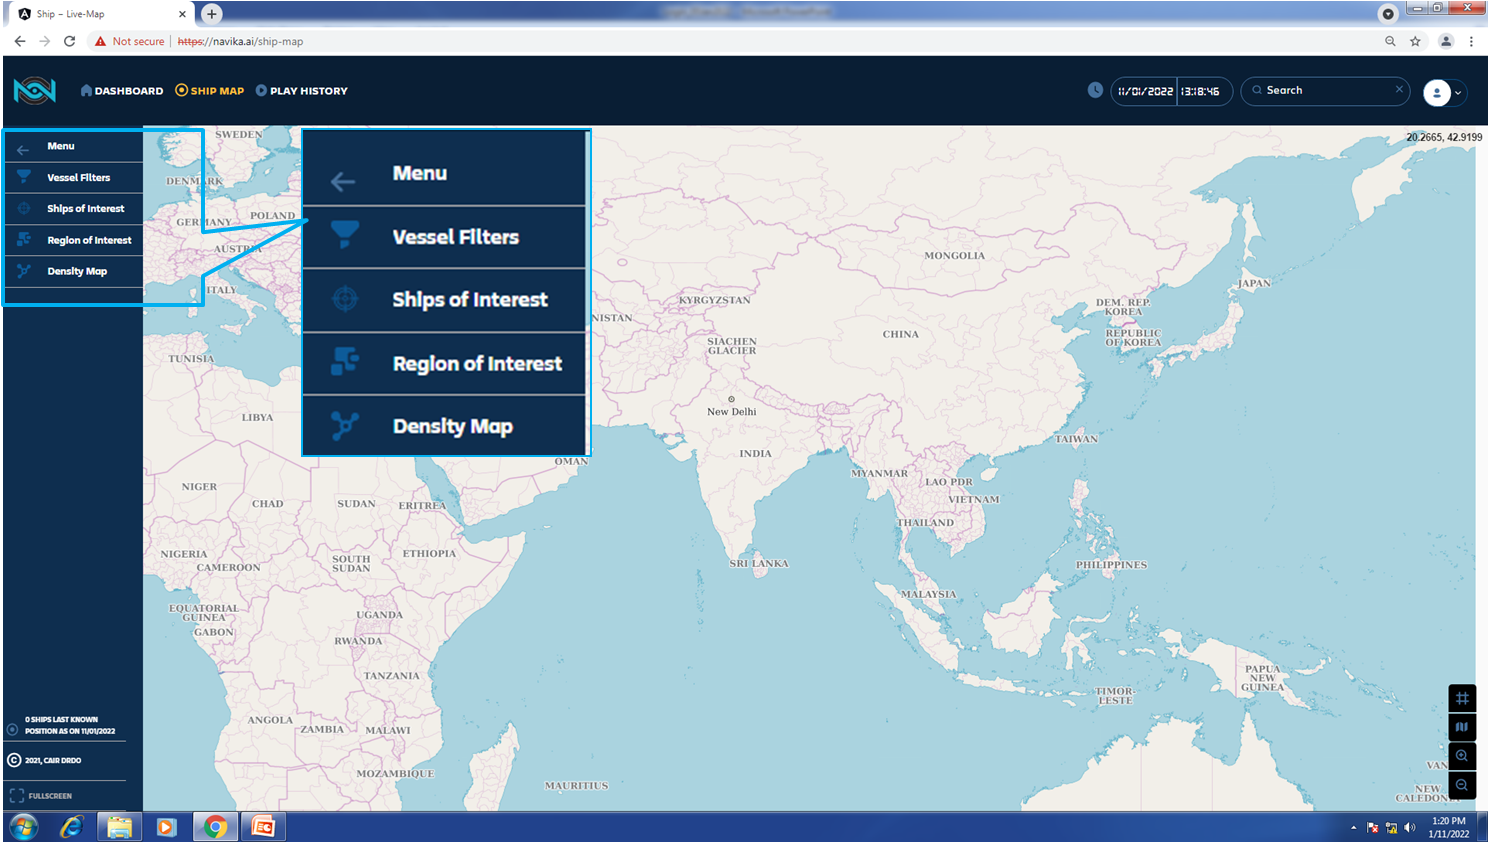 Ship – Live-Map
Not secure
https://navika.ai/ship-map
DASHBOARD
SHIP MAP
PLAY HISTORY
11/01/2022
13:18:46
Search
20.2665, 42.9199
Menu
Vessel Filters
Ships of Interest
Region of Interest
Density Map
Menu
Vessel Filters
Ships of Interest
Region of Interest
Density Map
SWEDEN
DENMARK
GERMANY
POLAND
AUSTRIA
ITALY
TUNISIA
LIBYA
NIGER
CHAD
SUDAN
ERITREA
OMAN
NIGERIA
CAMEROON
SOUTH
SUDAN
ETHIOPIA
EQUATORIAL
GUINEA
GABON
UGANDA
RWANDA
TANZANIA
ANGOLA
ZAMBIA
MALAWI
MOZAMBIQUE
MAURITIUS
MONGOLIA
KYRGYZSTAN
NISTAN
SIACHEN
GLACIER
CHINA
DEM. REP.
KOREA
REPUBLIC
OF KOREA
JAPAN
New Delhi
INDIA
TAIWAN
MYANMAR
LAO PDR
VIETNAM
THAILAND
SRI LANKA
PHILIPPINES
MALAYSIA
PAPUA
NEW
GUINEA
TIMOR-
LESTE
VAN
NEW
CALEDON
0 SHIPS LAST KNOWN
POSITION AS ON 11/01/2022
© 2021, CAIR DRDO
FULLSCREEN
1:20 PM
1/11/2022